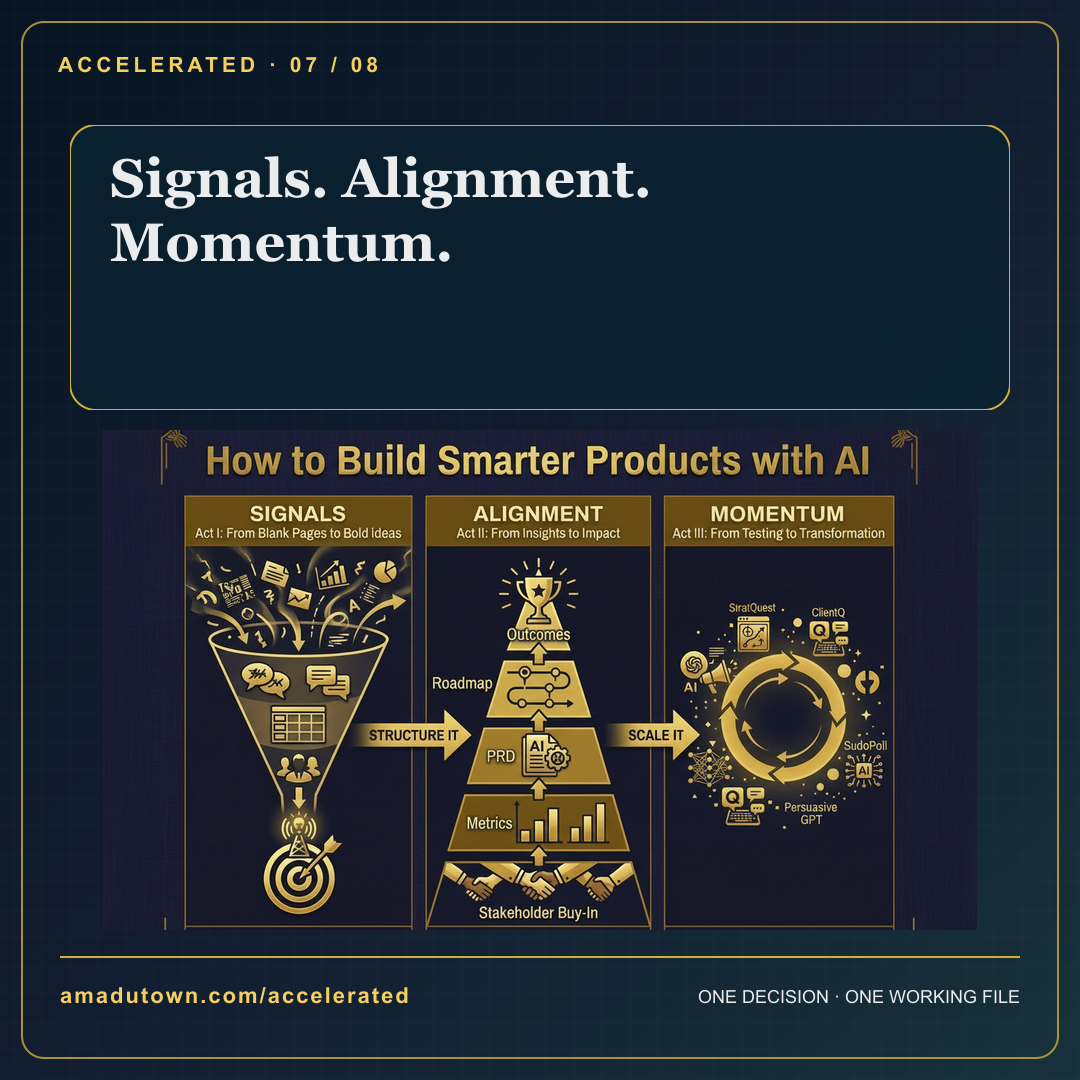 ACCELERATED · 07 / 08
Signals. Alignment.
Momentum.
How to Build Smarter Products with AI
SIGNALS
Act I: From Blank Pages to Bold ideas
ALIGNMENT
Act II: From Insights to Impact
MOMENTUM
Act III: From Testing to Transformation
A
STRUCTURE IT
Outcomes
Roadmap
PRD
AI
Metrics
Stakeholder Buy-In
SCALE IT
SiratQuest
ClientQ
Q
AI
SudoPoll
AI
Q
Persuasive
GPT
amadutown.com/accelerated
ONE DECISION · ONE WORKING FILE